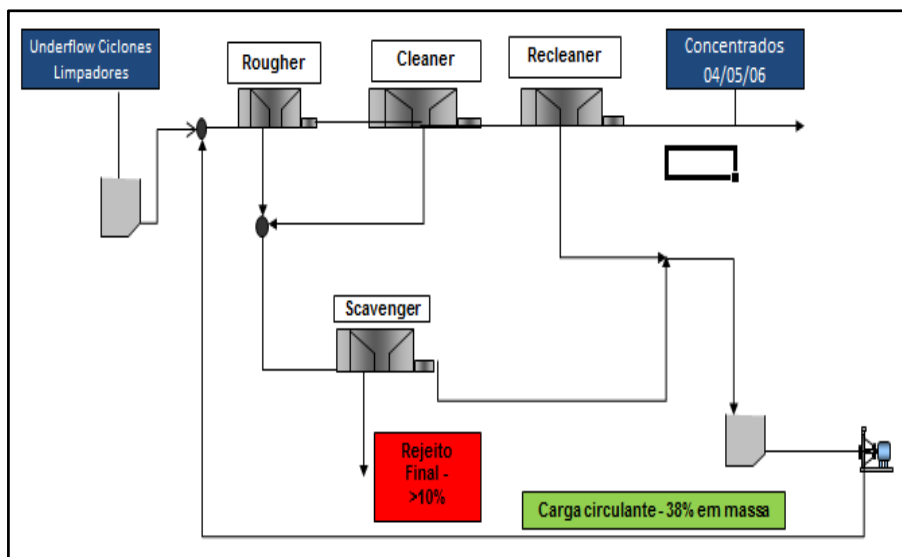 Underflow Ciclones
Limpadores
Rougher
Cleaner
Recleaner
Concentrados
04/05/06
Scavenger
Rejeito
Final -
>10%
Carga circulante - 38% em massa